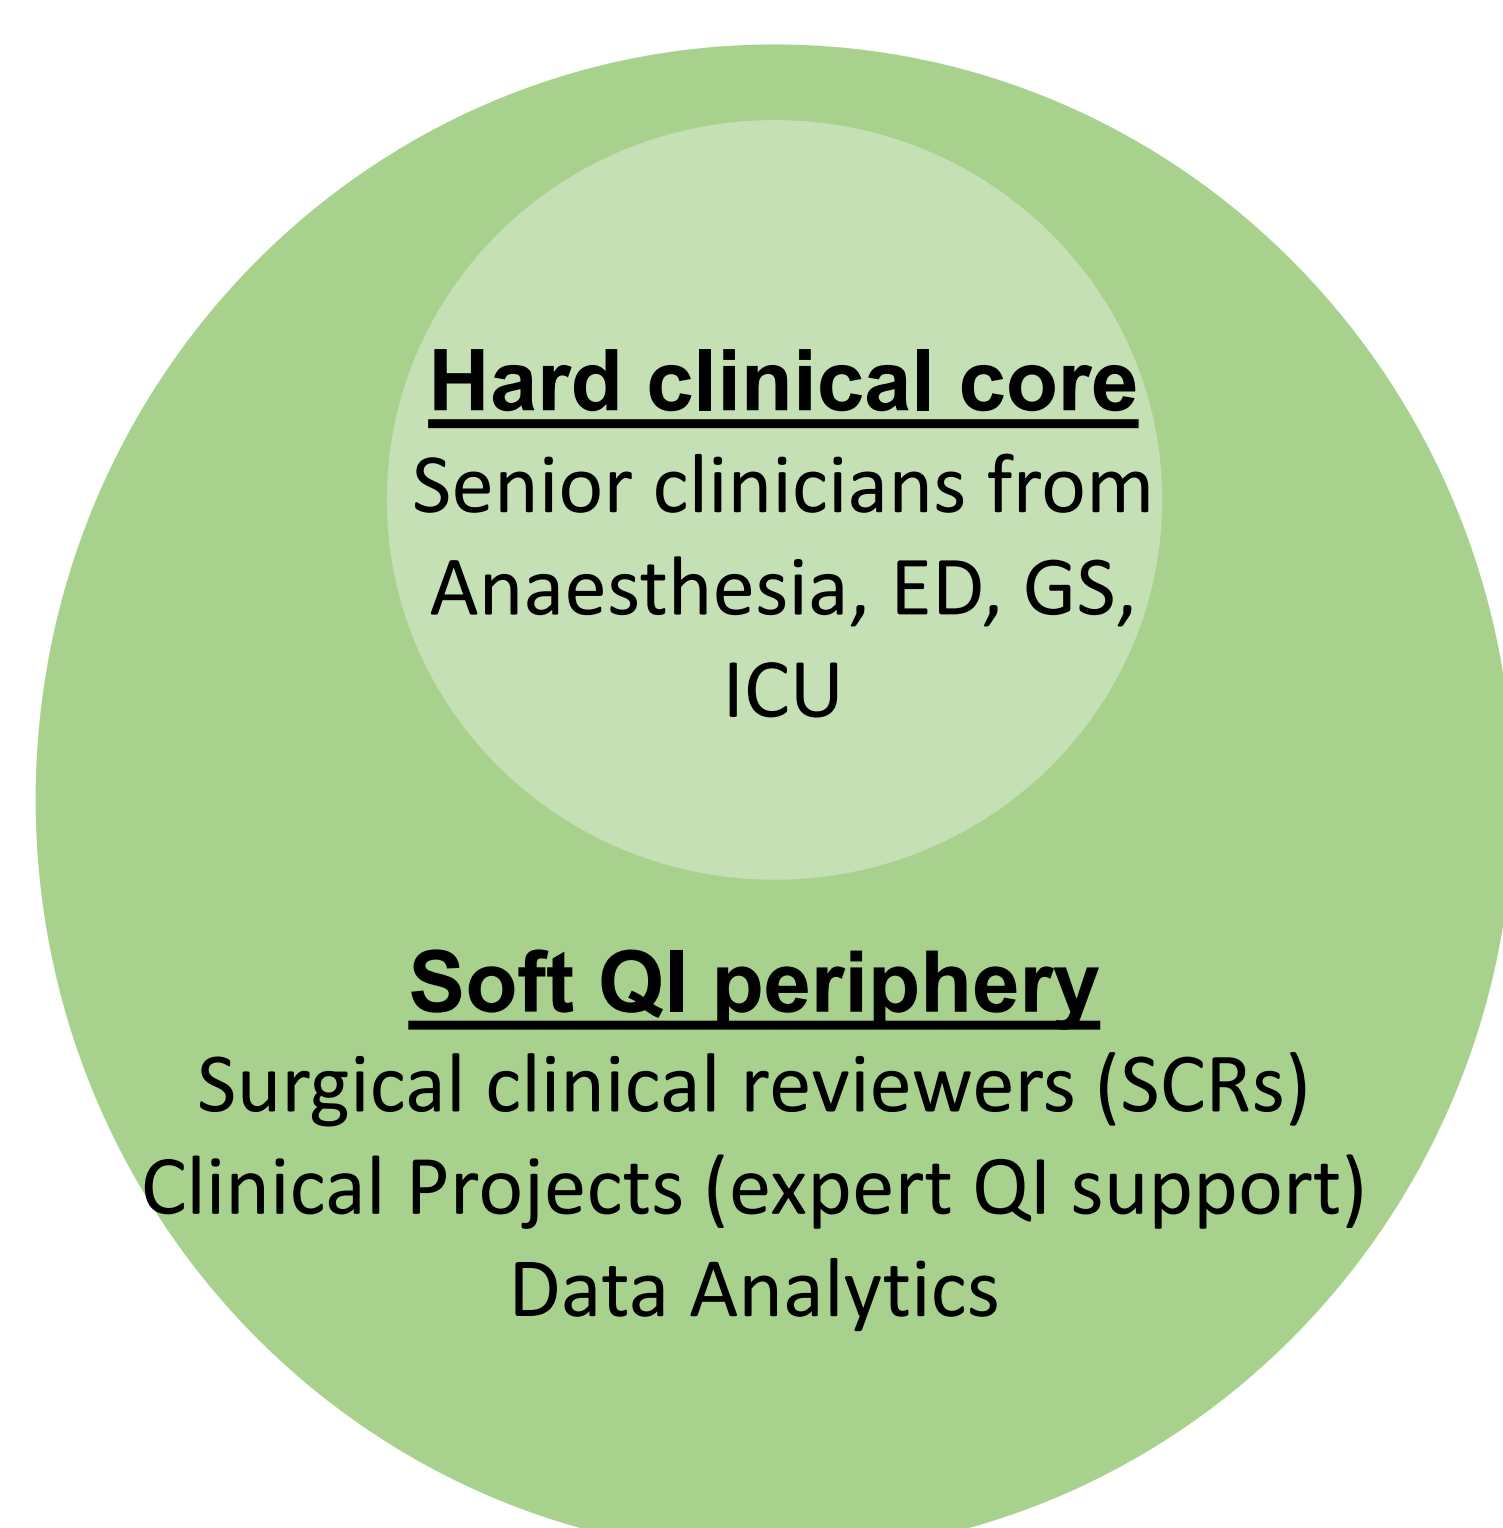 Hard clinical core
Senior clinicians from
Anaesthesia, ED, GS,
ICU
Soft QI periphery
Surgical clinical reviewers (SCRs)
Clinical Projects (expert QI support)
Data Analytics